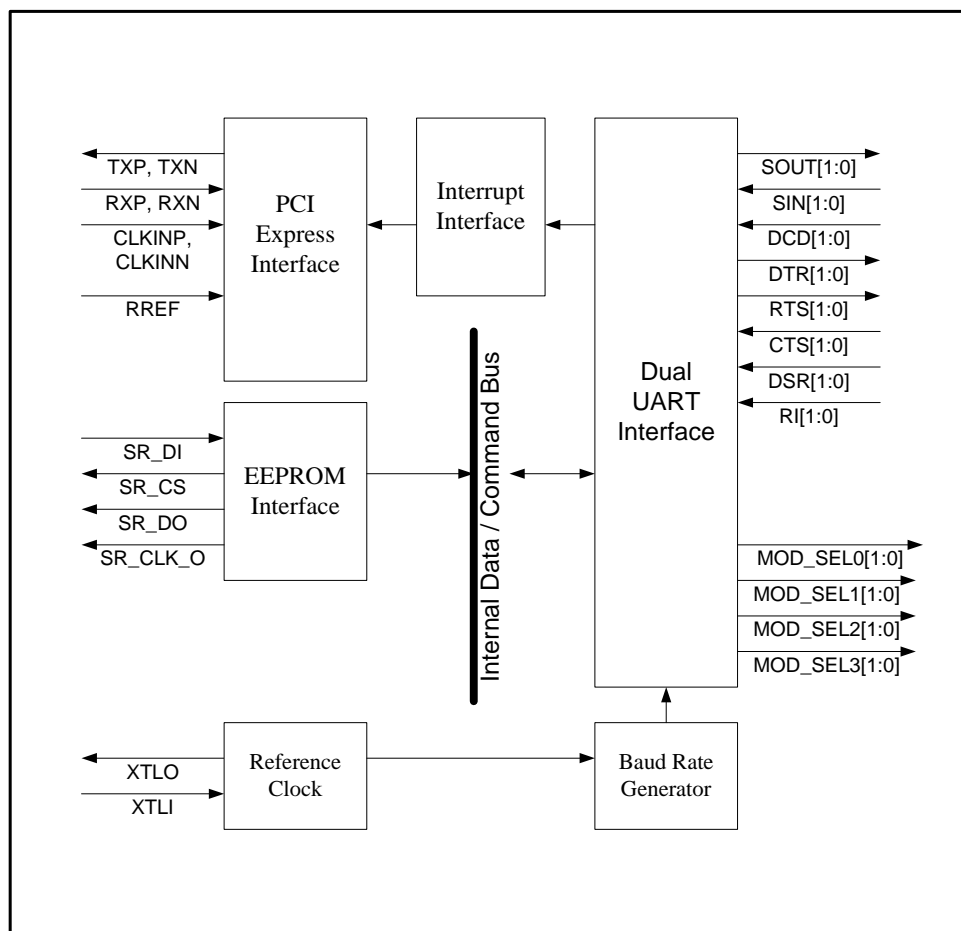 TXP, TXN
RXP, RXN
CLKINP,
CLKINN
RREF
PCI
Express
Interface
Interrupt
Interface
Dual
UART
Interface
SOUT[1:0]
SIN[1:0]
DCD[1:0]
DTR[1:0]
RTS[1:0]
CTS[1:0]
DSR[1:0]
RI[1:0]
SR_DI
SR_CS
SR_DO
SR_CLK_O
EEPROM
Interface
Internal Data / Command Bus
MOD_SEL0[1:0]
MOD_SEL1[1:0]
MOD_SEL2[1:0]
MOD_SEL3[1:0]
XTLO
XTLI
Reference
Clock
Baud Rate
Generator